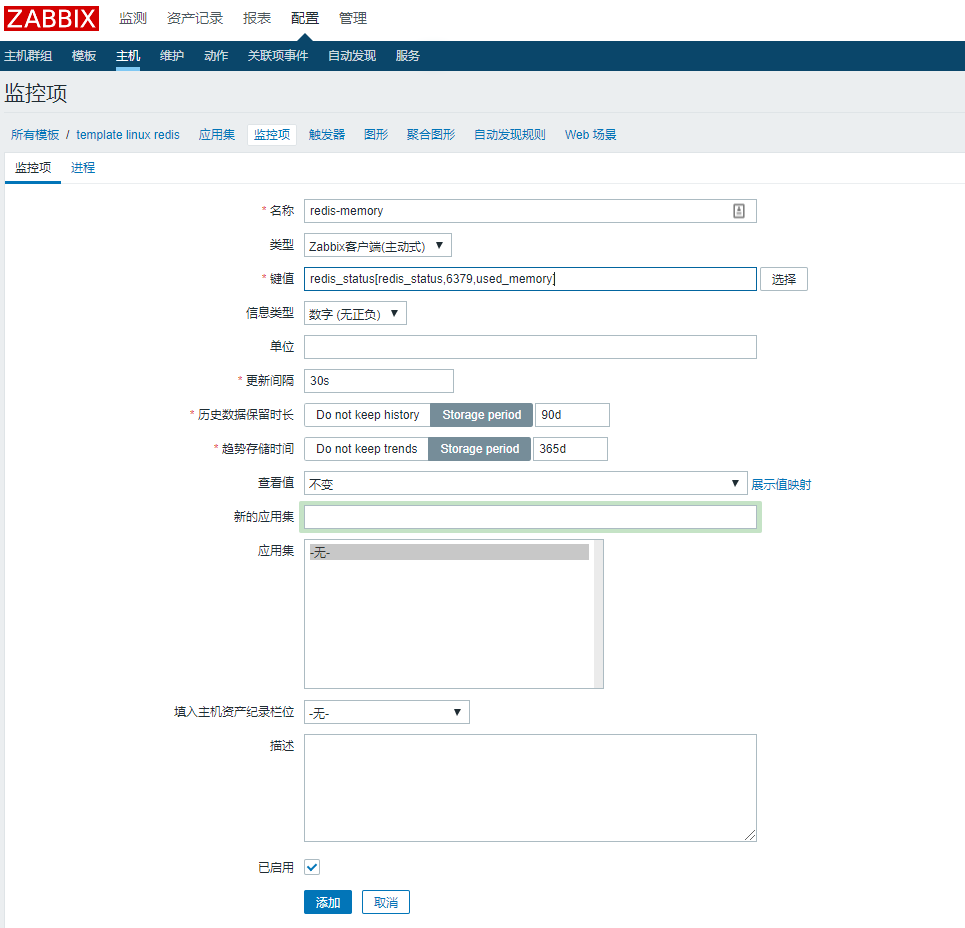 ZABBIX 监测 资产记录 报表 配置 管理
主机群组 模板 主机 维护 动作 关联项事件 自动发现 服务
监控项
所有模板 / template linux redis 应用集 监控项 触发器 图形 聚合图形 自动发现规则 Web 场景
监控项 进程
* 名称 redis-memory
类型 Zabbix客户端(主动式) ▼
* 键值 redis_status[redis_status,6379,used_memory] 选择
信息类型 数字 (无正负) ▼
单位
* 更新间隔 30s
* 历史数据保留时长 Do not keep history Storage period 90d
* 趋势存储时间 Do not keep trends Storage period 365d
查看值 不变 ▼ 展示值映射
新的应用集
应用集 -无-
填入主机资产纪录栏位 -无- ▼
描述
已启用
添加 取消